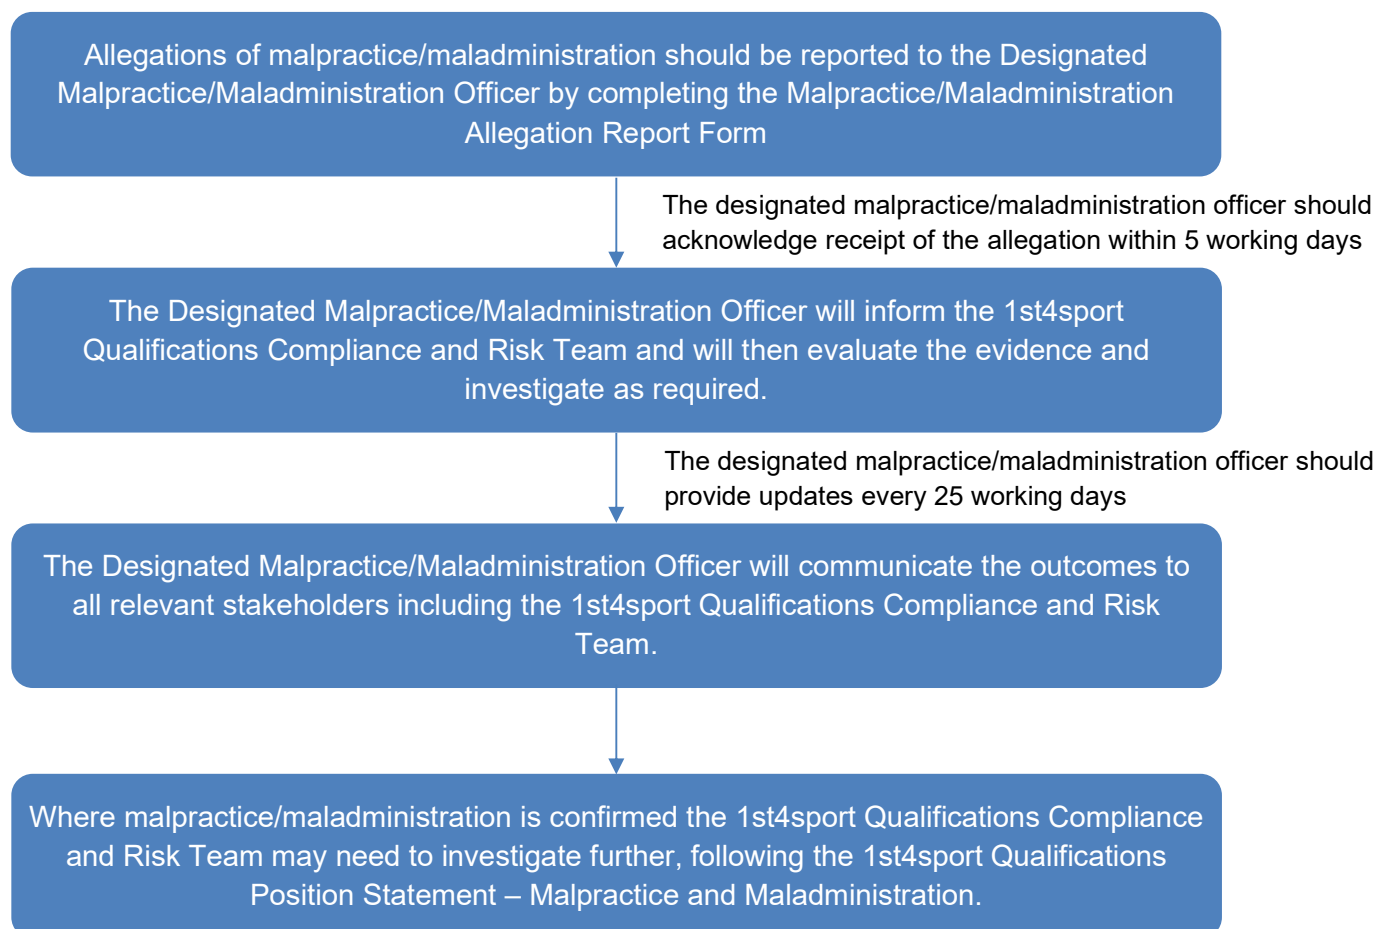 Allegations of malpractice/maladministration should be reported to the Designated
Malpractice/Maladministration Officer by completing the Malpractice/Maladministration
Allegation Report Form
The designated malpractice/maladministration officer should
acknowledge receipt of the allegation within 5 working days
The Designated Malpractice/Maladministration Officer will inform the 1st4sport
Qualifications Compliance and Risk Team and will then evaluate the evidence and
investigate as required.
The designated malpractice/maladministration officer should
provide updates every 25 working days
The Designated Malpractice/Maladministration Officer will communicate the outcomes to
all relevant stakeholders including the 1st4sport Qualifications Compliance and Risk
Team.
Where malpractice/maladministration is confirmed the 1st4sport Qualifications Compliance
and Risk Team may need to investigate further, following the 1st4sport Qualifications
Position Statement – Malpractice and Maladministration.